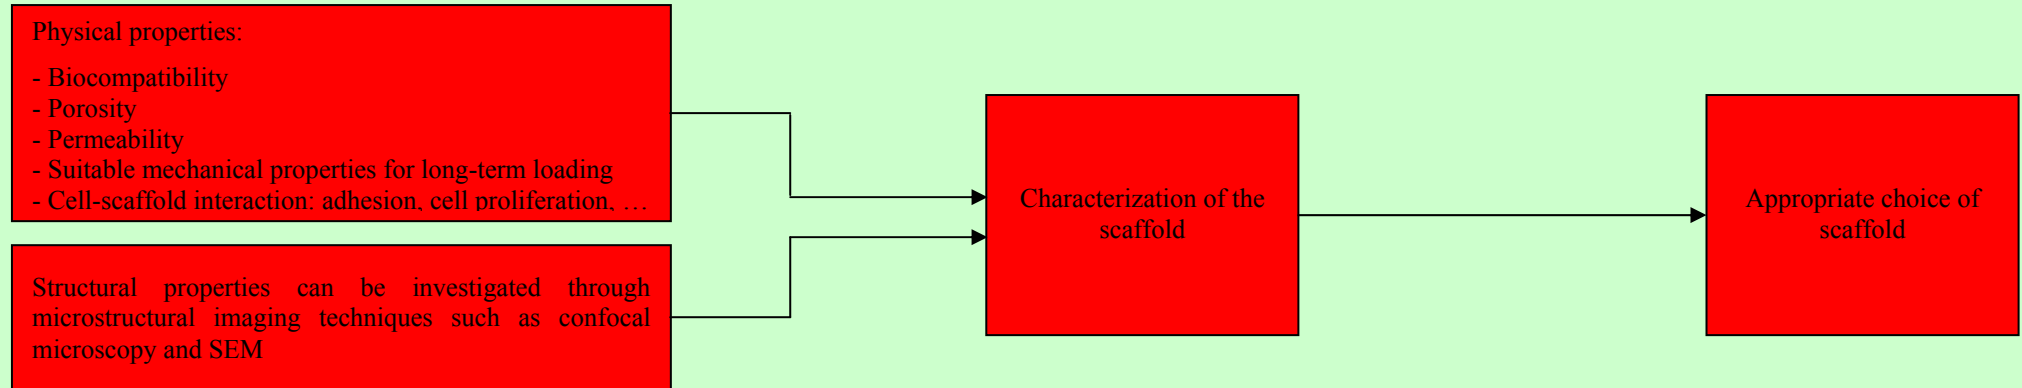 Physical properties:
- Biocompatibility
- Porosity
- Permeability
- Suitable mechanical properties for long-term loading
- Cell-scaffold interaction: adhesion, cell proliferation, …
Structural properties can be investigated through
microstructural imaging techniques such as confocal
microscopy and SEM
Characterization of the
scaffold
Appropriate choice of
scaffold